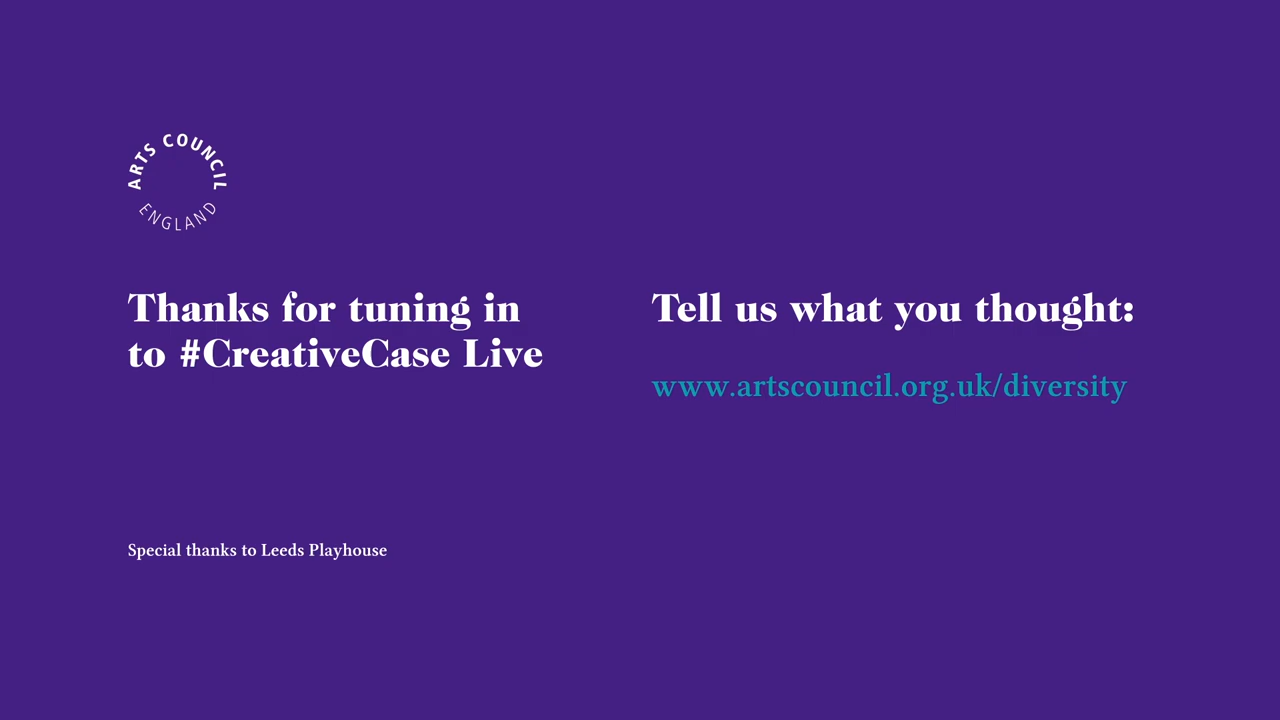 ARTS COUNCIL
ENGLAND
Thanks for tuning in
to #CreativeCase Live
Tell us what you thought:
www.artscouncil.org.uk/diversity
Special thanks to Leeds Playhouse